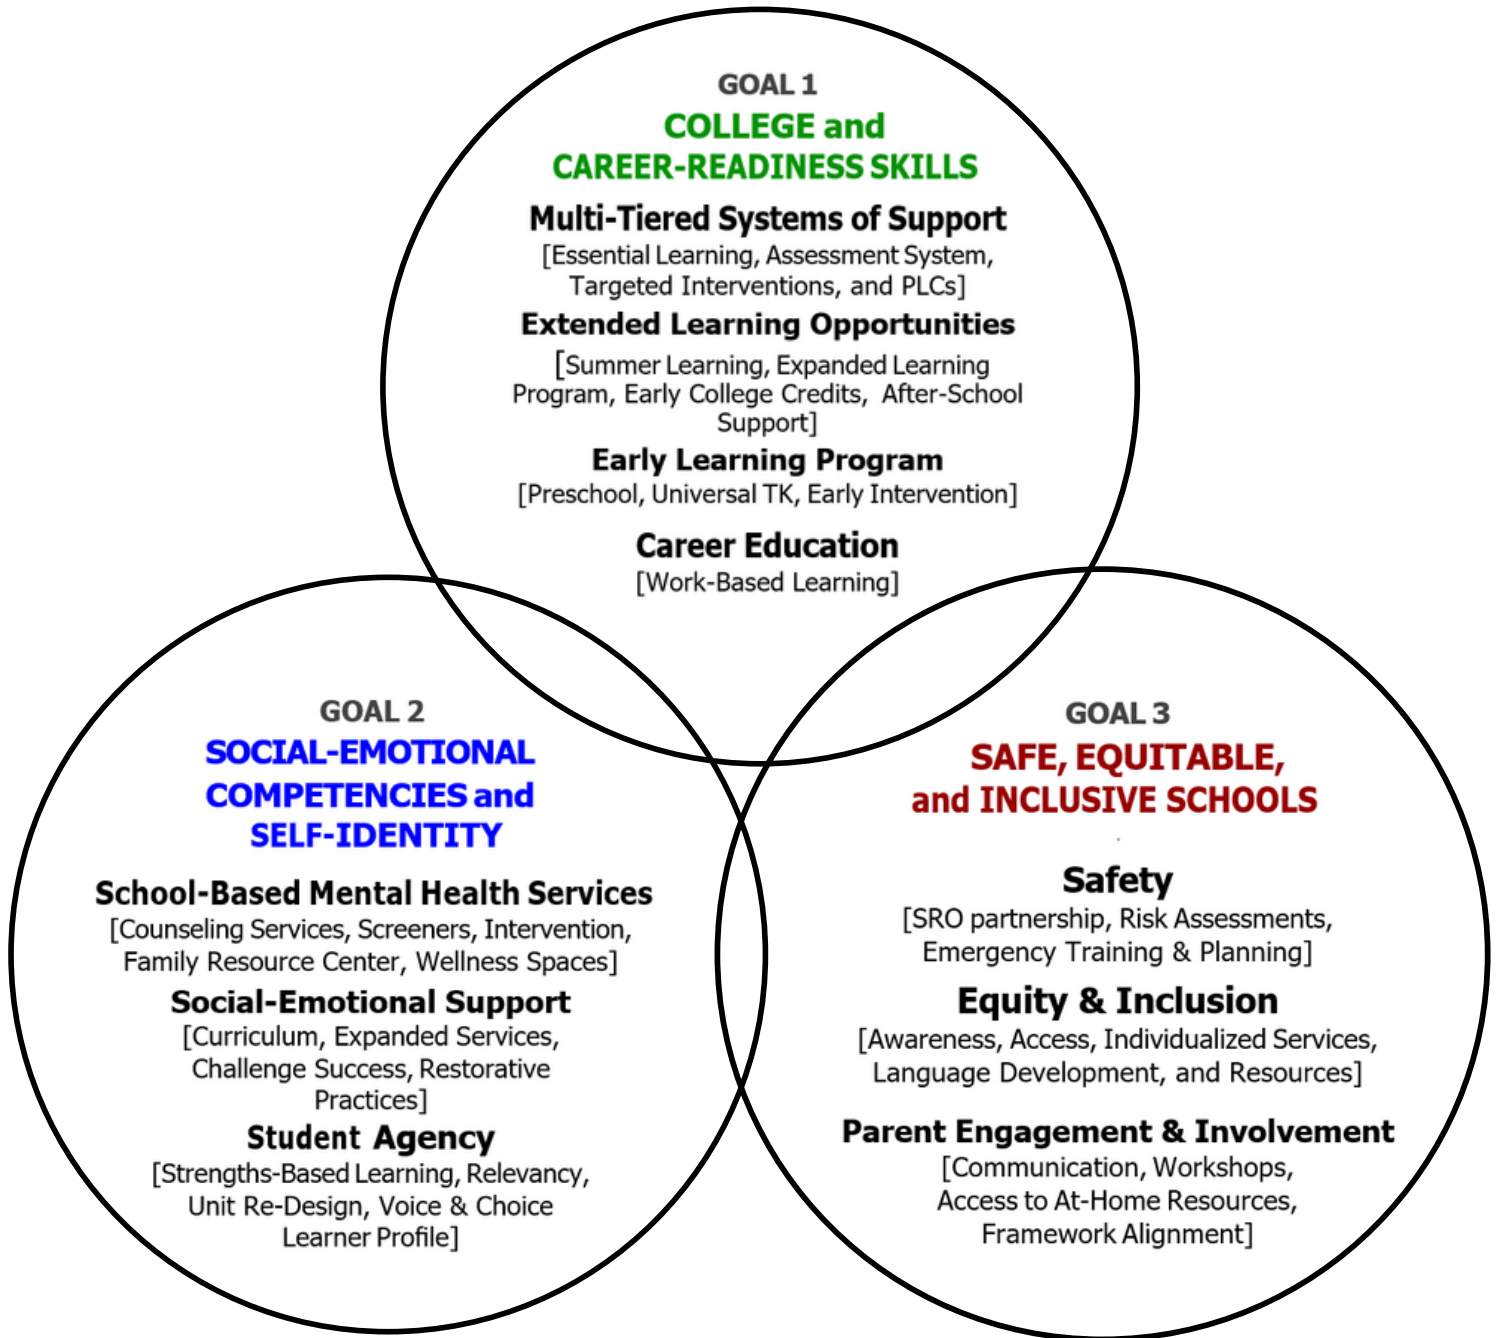 GOAL 1
COLLEGE and
CAREER-READINESS SKILLS
Multi-Tiered Systems of Support
[Essential Learning, Assessment System,
Targeted Interventions, and PLCs]
Extended Learning Opportunities
[Summer Learning, Expanded Learning
Program, Early College Credits, After-School
Support]
Early Learning Program
[Preschool, Universal TK, Early Intervention]
Career Education
[Work-Based Learning]
GOAL 2
SOCIAL-EMOTIONAL
COMPETENCIES and
SELF-IDENTITY
School-Based Mental Health Services
[Counseling Services, Screeners, Intervention,
Family Resource Center, Wellness Spaces]
Social-Emotional Support
[Curriculum, Expanded Services,
Challenge Success, Restorative
Practices]
Student Agency
[Strengths-Based Learning, Relevancy,
Unit Re-Design, Voice & Choice
Learner Profile]
GOAL 3
SAFE, EQUITABLE,
and INCLUSIVE SCHOOLS
Safety
[SRO partnership, Risk Assessments,
Emergency Training & Planning]
Equity & Inclusion
[Awareness, Access, Individualized Services,
Language Development, and Resources]
Parent Engagement & Involvement
[Communication, Workshops,
Access to At-Home Resources,
Framework Alignment]